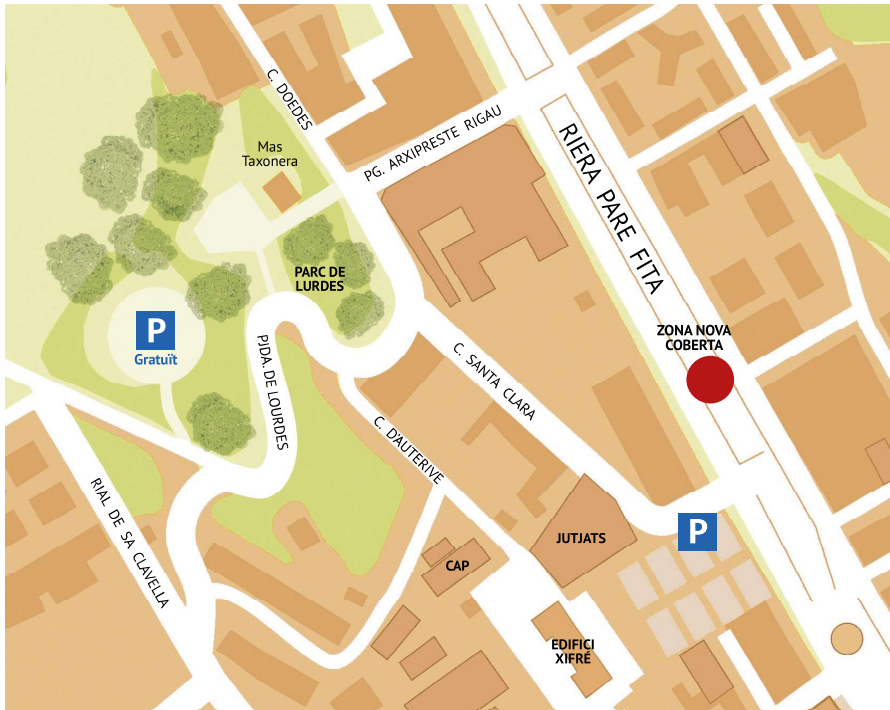 C. DOEDES
Mas
Taxonera
PG. ARXIPRESTE RIGAU
RIERA PARE FITA
PARC DE
LURDES
P
Gratuït
PJDA. DE LOURDES
ZONA NOVA
COBERTA
C. SANTA CLARA
C. D'AUTERIVE
RIAL DE SA CLAVELLA
JUTJATS
P
CAP
EDIFICI
XIFRÉ